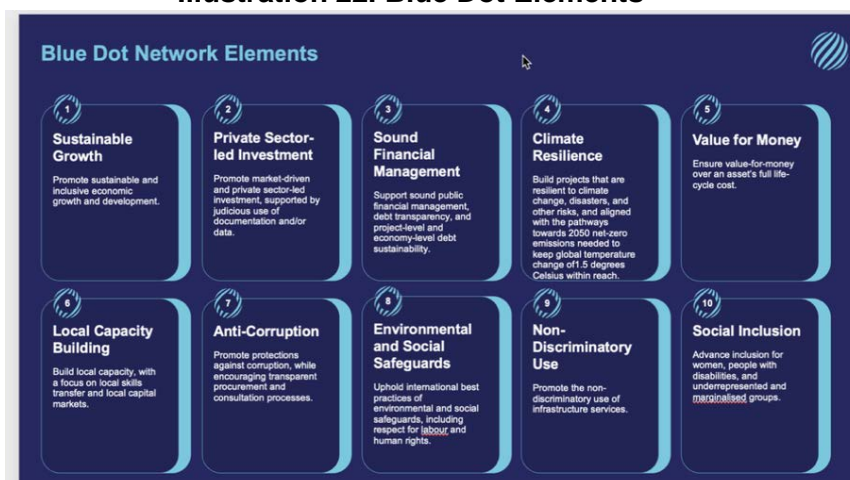 Blue Dot Network Elements
1
Sustainable
Growth
Promote sustainable and
inclusive economic
growth and development.
2
Private Sector-
led Investment
Promote market-driven
and private sector-led
investment, supported by
judicious use of
documentation and/or
data.
3
Sound
Financial
Management
Support sound public
financial management,
debt transparency, and
project-level and
economy-level debt
sustainability.
4
Climate
Resilience
Build projects that are
resilient to climate
change, disasters, and
other risks, and aligned
with the pathways
towards 2050 net-zero
emissions needed to
keep global temperature
change of1.5 degrees
Celsius within reach.
5
Value for Money
Ensure value-for-money
over an asset's full life-
cycle cost.
6
Local Capacity
Building
Build local capacity, with
a focus on local skills
transfer and local capital
markets.
7
Anti-Corruption
Promote protections
against corruption, while
encouraging transparent
procurement and
consultation processes.
8
Environmental
and Social
Safeguards
Uphold international best
practices of
environmental and social
safeguards, including
respect for labour and
human rights.
9
Non-
Discriminatory
Use
Promote the non-
discriminatory use of
infrastructure services.
10
Social Inclusion
Advance inclusion for
women, people with
disabilities, and
underrepresented and
marginalised groups.